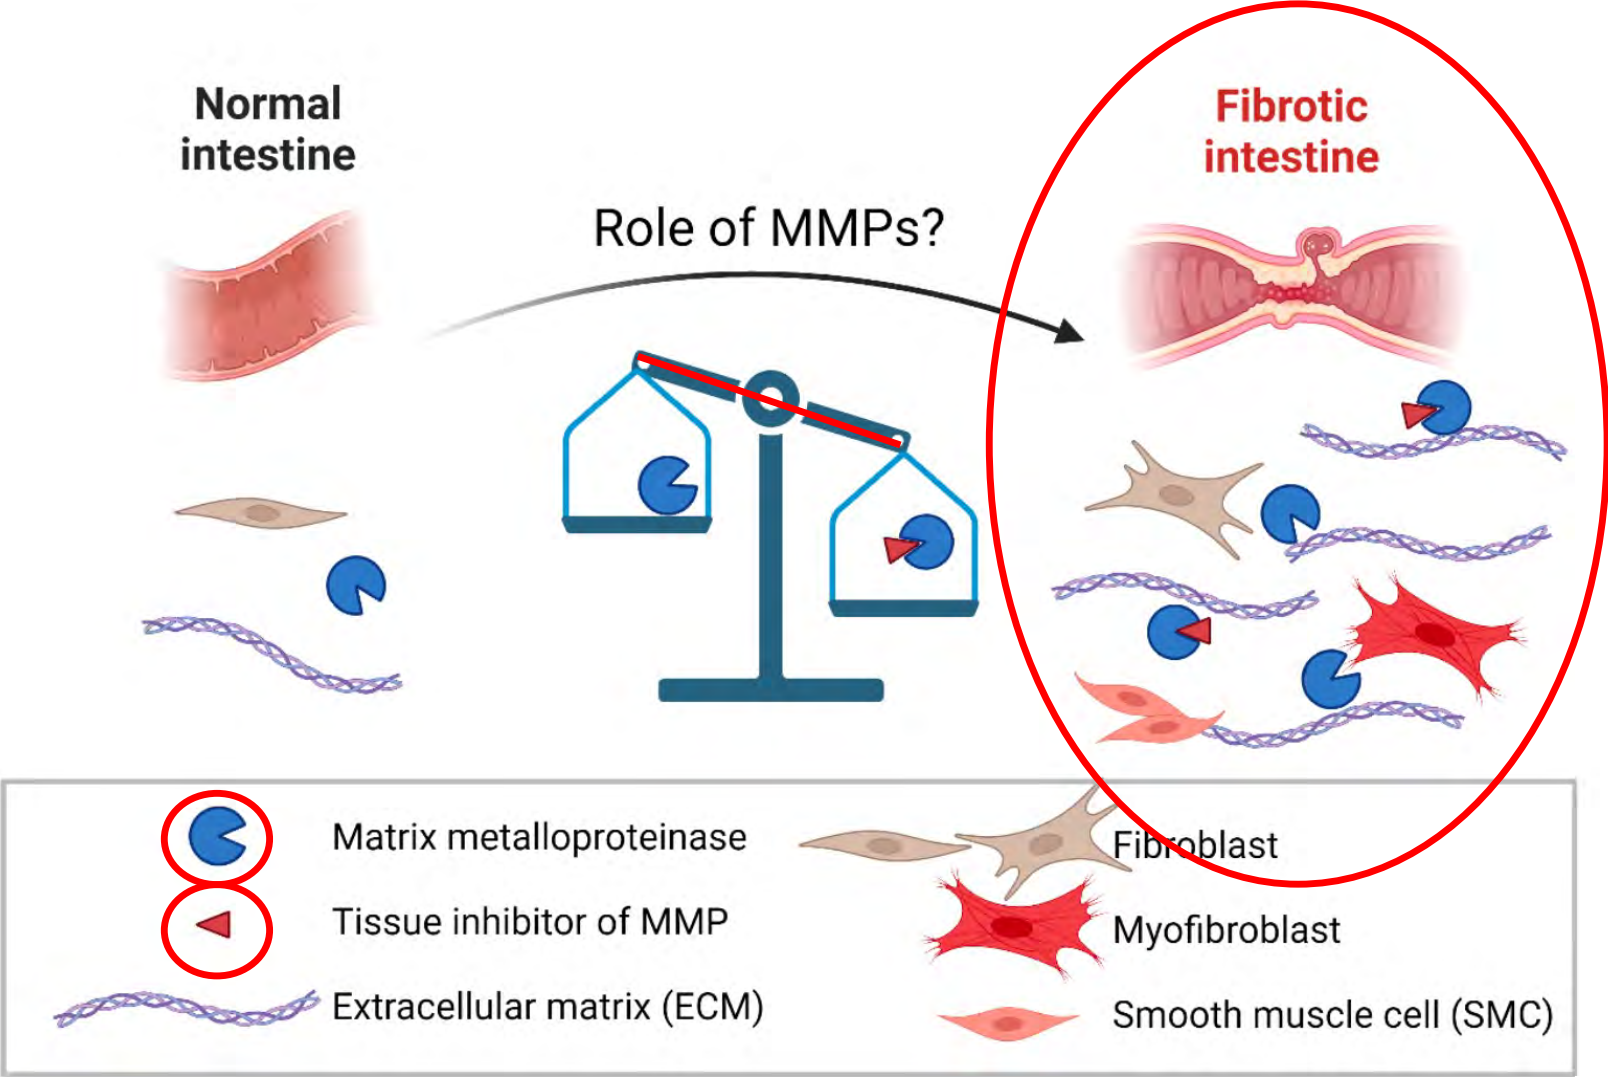 Normal
intestine
Role of MMPs?
Fibrotic
intestine
Matrix metalloproteinase
Tissue inhibitor of MMP
Extracellular matrix (ECM)
Fibroblast
Myofibroblast
Smooth muscle cell (SMC)